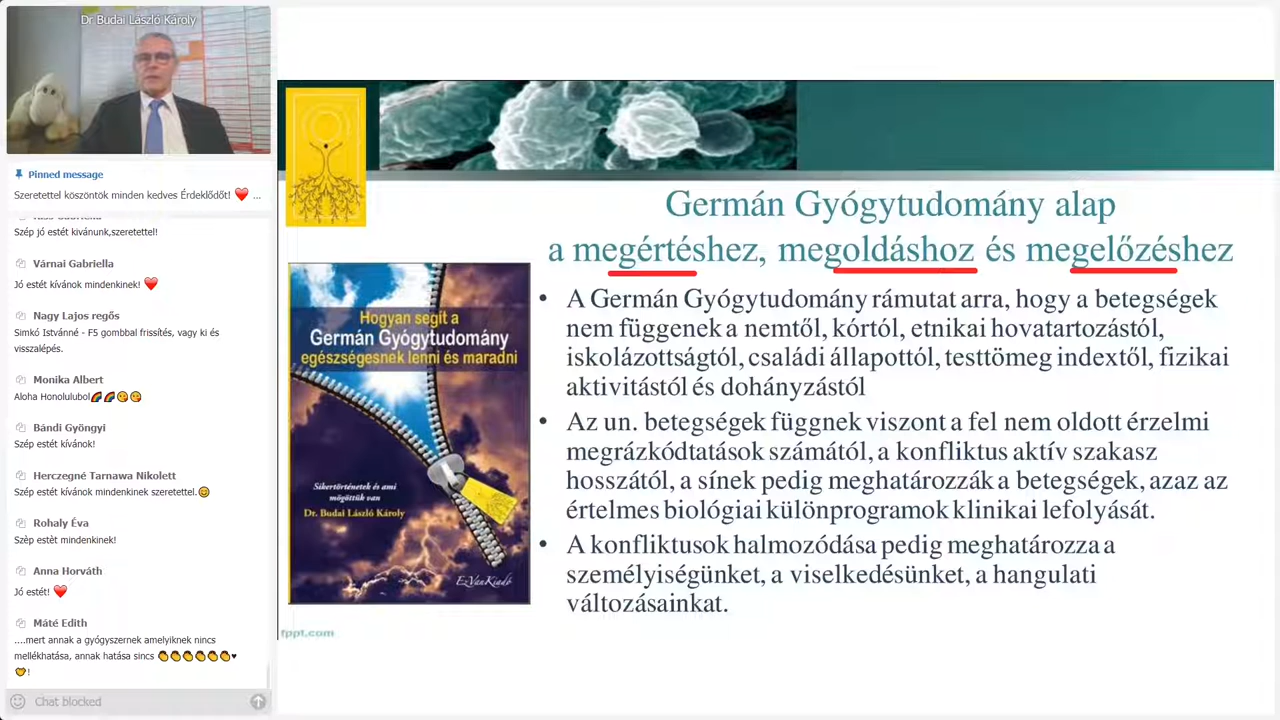 Dr Budai László Károly
Pinned message
Szeretettel köszöntök minden kedves Érdeklődőt! ❤️ ...
Szép jó estét kivánunk,szeretettel!
Várnai Gabriella
Jó estét kívánok mindenkinek! ❤️
Nagy Lajos regős
Simkó Istvánné - F5 gombbal frissítés, vagy ki és
visszalépés.
Monika Albert
Aloha Honolulubol🌈🌈😘😘
Bándi Gyöngyi
Szép estét kívánok!
Herczegné Tarnawa Nikolett
Szép estét kívánok mindenkinek szeretettel.😊
Rohaly Éva
Szèp estèt mindenkinek!
Anna Horváth
Jó estét! ❤️
Máté Edith
....mert annak a gyógyszernek amelyiknek nincs
mellékhatása, annak hatása sincs 👏👏👏👏👏👏♥
!
Chat blocked
Germán Gyógytudomány alap
a megértéshez, megoldáshoz és megelőzéshez
Hogyan segít a
Germán Gyógytudomány
egészségesnek lenni és maradni
Sikertörténetek és ami
mögöttük van
Dr. Budai László Károly
EzVanKiadó
• A Germán Gyógytudomány rámutat arra, hogy a betegségek
nem függenek a nemtől, kórtól, etnikai hovatartozástól,
iskolázottságtól, családi állapottól, testtömeg indextől, fizikai
aktivitástól és dohányzástól
• Az un. betegségek függnek viszont a fel nem oldott érzelmi
megrázkódtatások számától, a konfliktus aktív szakasz
hosszától, a sínek pedig meghatározzák a betegségek, azaz az
értelmes biológiai különprogramok klinikai lefolyását.
• A konfliktusok halmozódása pedig meghatározza a
személyiségünket, a viselkedésünket, a hangulati
változásainkat.
fppt.com